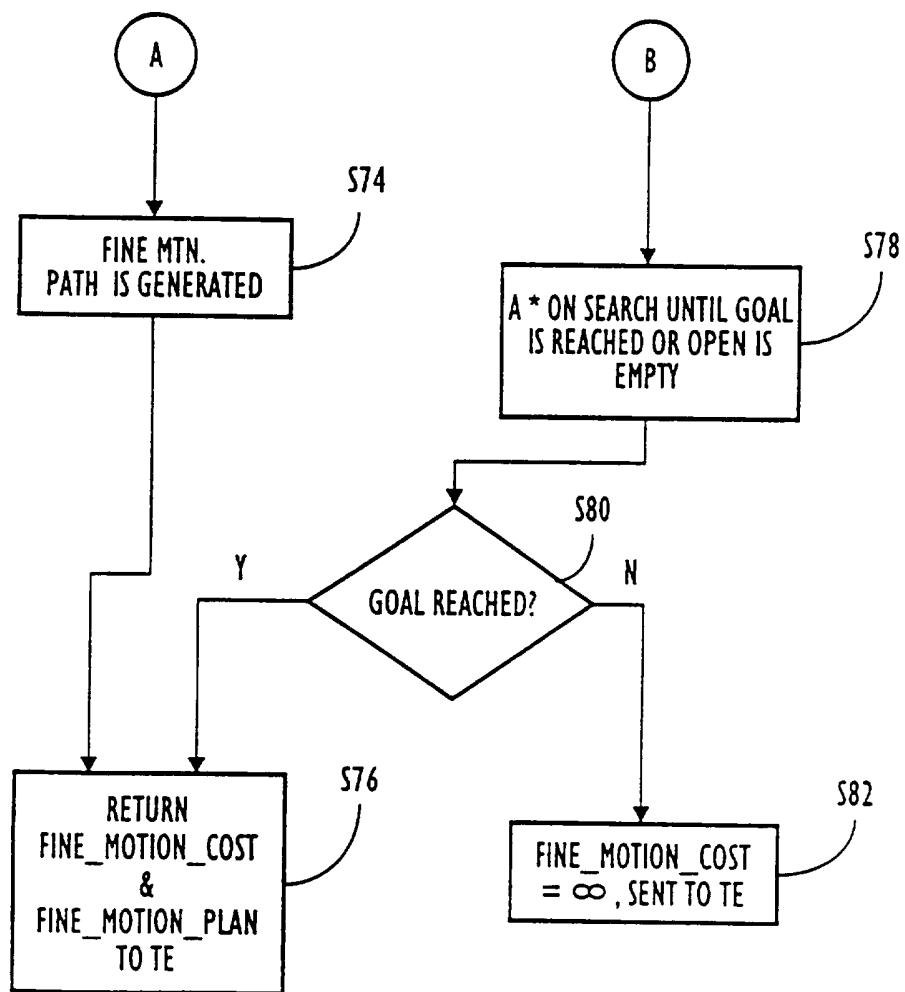 A
B
S74
FINE MTN.
PATH IS GENERATED
S78
A * ON SEARCH UNTIL GOAL
IS REACHED OR OPEN IS
EMPTY
S80
Y
GOAL REACHED?
N
S76
RETURN
FINE_MOTION_COST
&
FINE_MOTION_PLAN
TO TE
S82
FINE_MOTION_COST
= ∞ , SENT TO TE